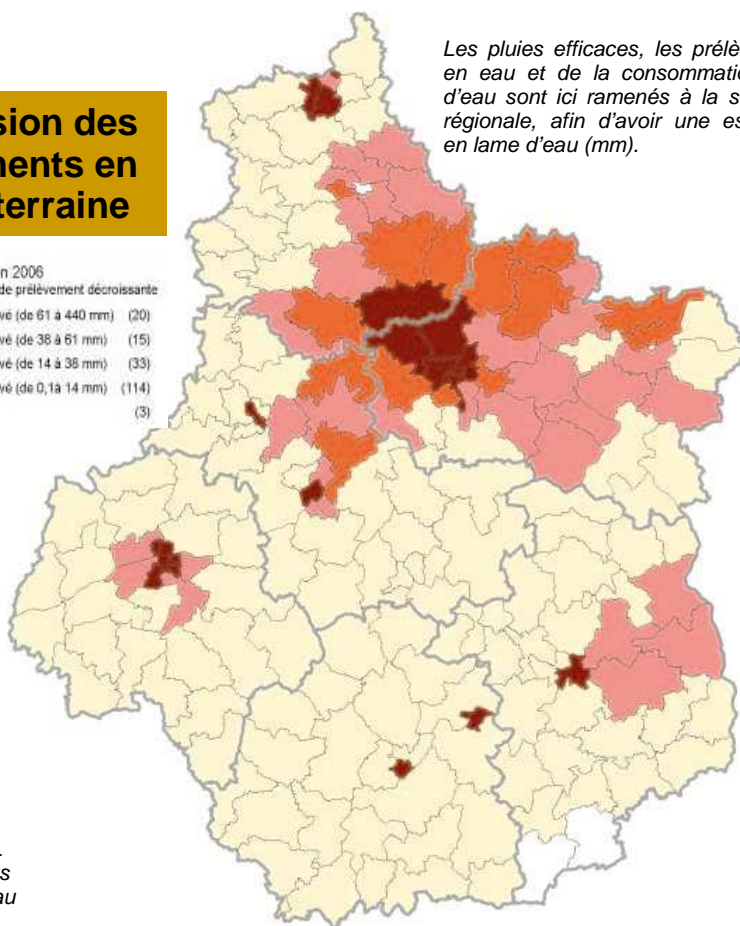 sion des
ments en
terraine
Les pluies efficaces, les prélè
en eau et de la consommatio
d'eau sont ici ramenés à la s
régionale, afin d'avoir une es
en lame d'eau (mm).
n 2006
de prélèvement décroissante
vé (de 61 à 440 mm) (20)
vé (de 38 à 61 mm) (15)
vé (de 14 à 38 mm) (33)
vé (de 0,1à 14 mm) (114)
(3)
s
au